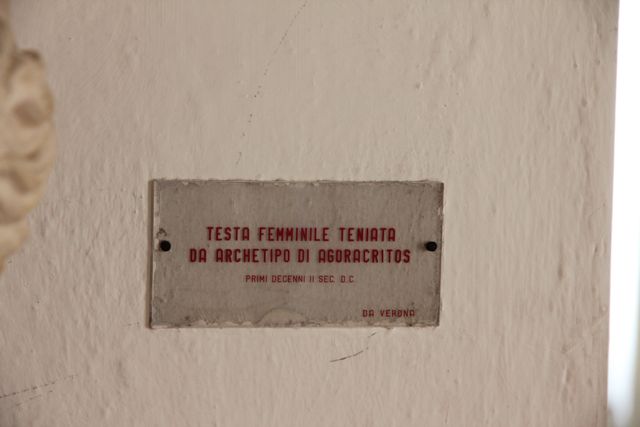 TESTA FEMMINILE TENIATA
DA ARCHETIPO DI AGORACRITOS
PRIMI DECENNI II SEC. D.C.
DA VERONA